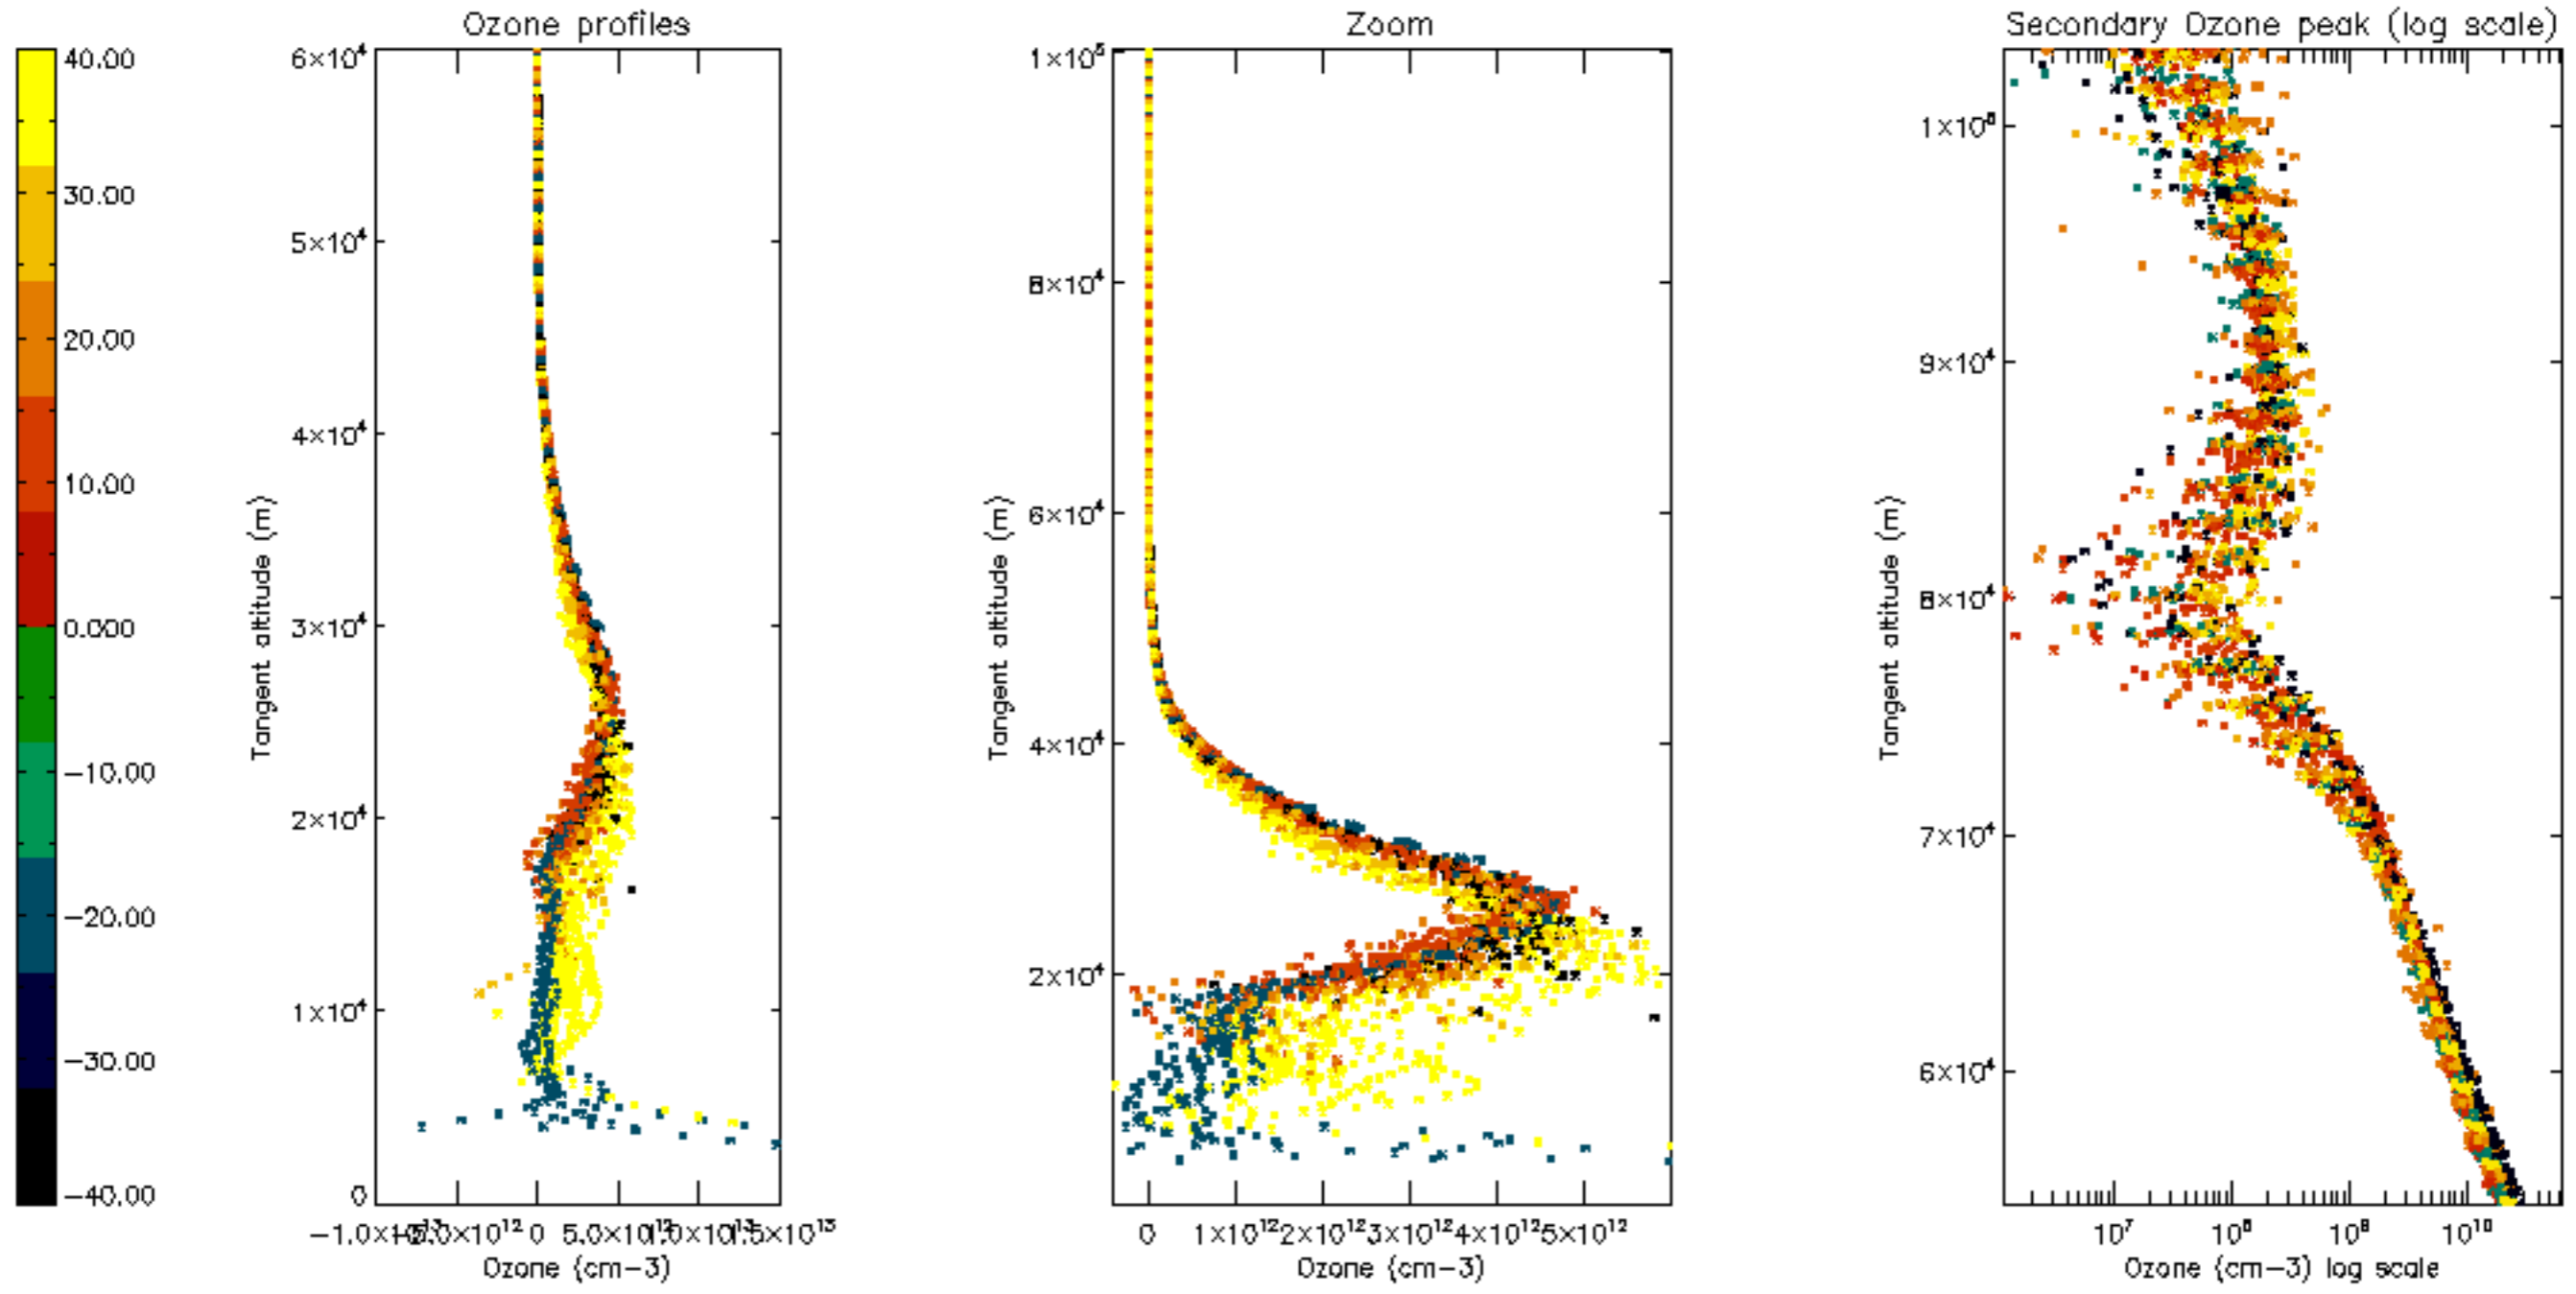 Ozone profiles
Zoom
Secondary Ozone peak (log scale)
40.00
30.00
20.00
10.00
0.000
−10.00
−20.00
−30.00
−40.00
Tangent altitude (m)
6×10⁴
5×10⁴
4×10⁴
3×10⁴
2×10⁴
1×10⁴
0
0
Ozone (cm−3)
Tangent altitude (m)
1×10⁵
8×10⁴
6×10⁴
4×10⁴
2×10⁴
0 1×10¹² 2×10¹² 3×10¹² 4×10¹² 5×10¹²
Ozone (cm−3)
Tangent altitude (m)
1×10⁵
9×10⁴
8×10⁴
7×10⁴
6×10⁴
10⁷ 10⁸ 10⁹ 10¹⁰
Ozone (cm−3) log scale